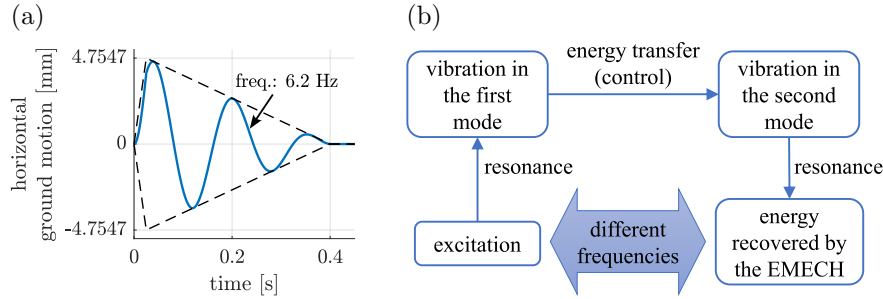 (a)
4.7547
0
-4.7547
horizontal
ground motion [mm]
freq.: 6.2 Hz
0
0.2
0.4
time [s]
(b)
vibration in
the first
mode
energy transfer
(control)
vibration in
the second
mode
resonance
resonance
excitation
different
frequencies
energy
recovered by
the EMECH